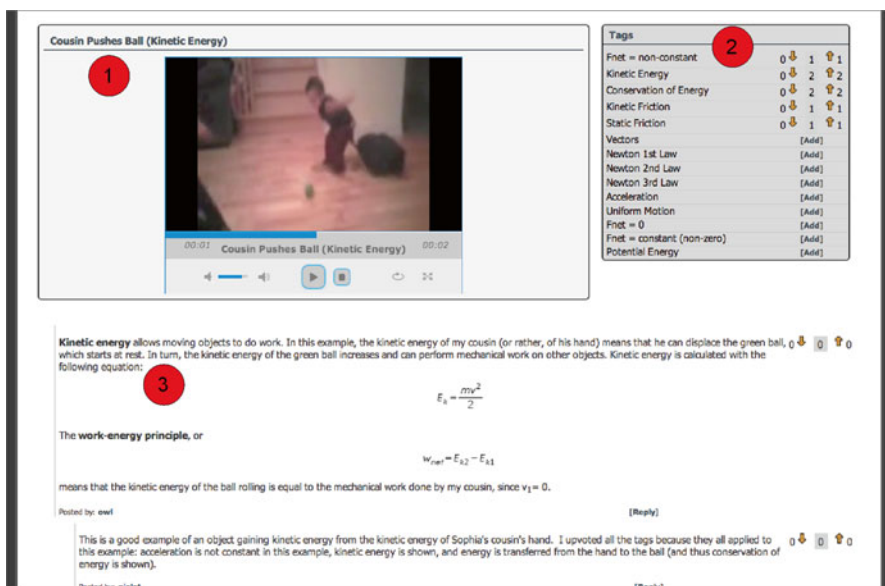 Cousin Pushes Ball (Kinetic Energy)
1
00:01 Cousin Pushes Ball (Kinetic Energy) 00:02
Tags
2
Fnet = non-constant 0 1 1
Kinetic Energy 0 2 2
Conservation of Energy 0 2 2
Kinetic Friction 0 1 1
Static Friction 0 1 1
Vectors [Add]
Newton 1st Law [Add]
Newton 2nd Law [Add]
Newton 3rd Law [Add]
Acceleration [Add]
Uniform Motion [Add]
Fnet = 0 [Add]
Fnet = constant (non-zero) [Add]
Potential Energy [Add]
Kinetic energy allows moving objects to do work. In this example, the kinetic energy of my cousin (or rather, of his hand) means that he can displace the green ball, 0 0 0
which starts at rest. In turn, the kinetic energy of the green ball increases and can perform mechanical work on other objects. Kinetic energy is calculated with the
following equation:
3
E_k = mv²/2
The work-energy principle, or
w_net = E_k2 − E_k1
means that the kinetic energy of the ball rolling is equal to the mechanical work done by my cousin, since v₁= 0.
Posted by: owl [Reply]
This is a good example of an object gaining kinetic energy from the kinetic energy of Sophia's cousin's hand. I upvoted all the tags because they all applied to 0 0 0
this example: acceleration is not constant in this example, kinetic energy is shown, and energy is transferred from the hand to the ball (and thus conservation of
energy is shown).